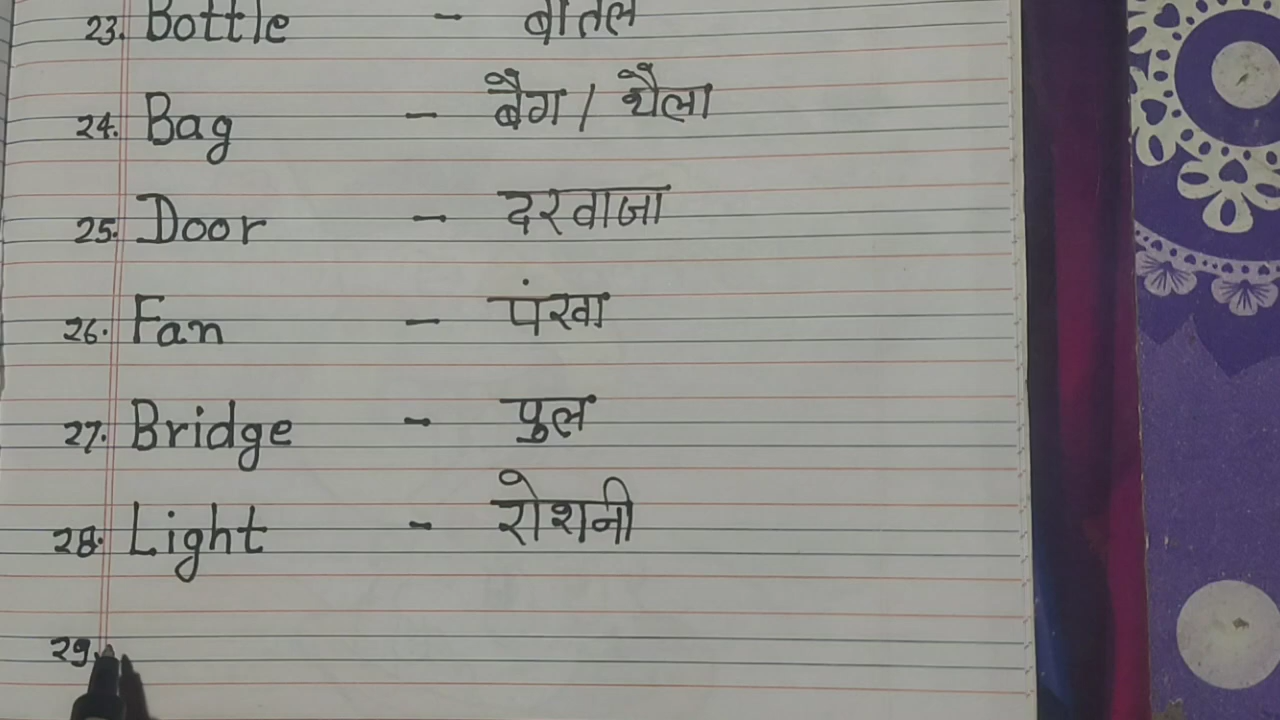 23. Bottle - बोतल
24. Bag - बैग / थैला
25. Door - दरवाजा
26. Fan - पंखा
27. Bridge - पुल
28. Light - रोशनी
29.